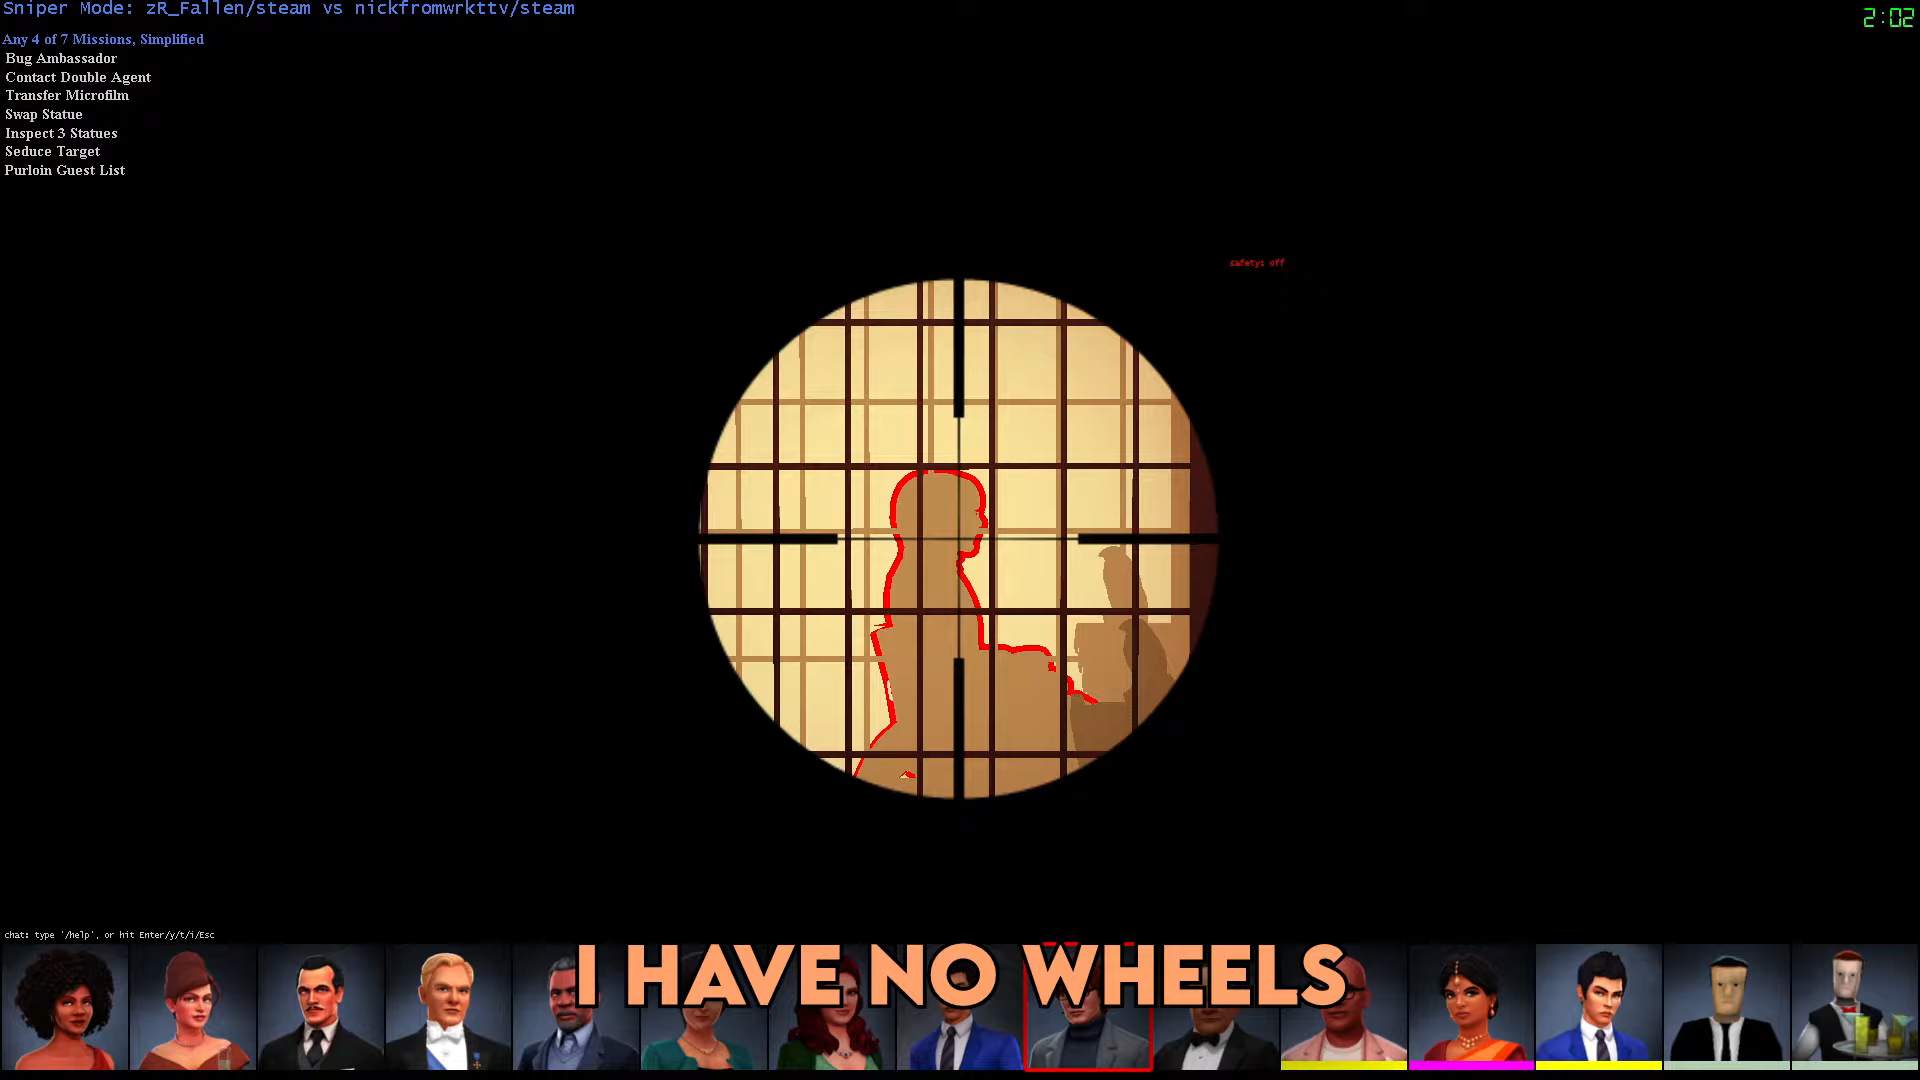 Sniper Mode: zR_Fallen/steam vs nickfromwrkttv/steam
2:02
Any 4 of 7 Missions, Simplified
Bug Ambassador
Contact Double Agent
Transfer Microfilm
Swap Statue
Inspect 3 Statues
Seduce Target
Purloin Guest List
safety: off
chat: type '/help', or hit Enter/y/t/i/Esc
I HAVE NO WHEELS